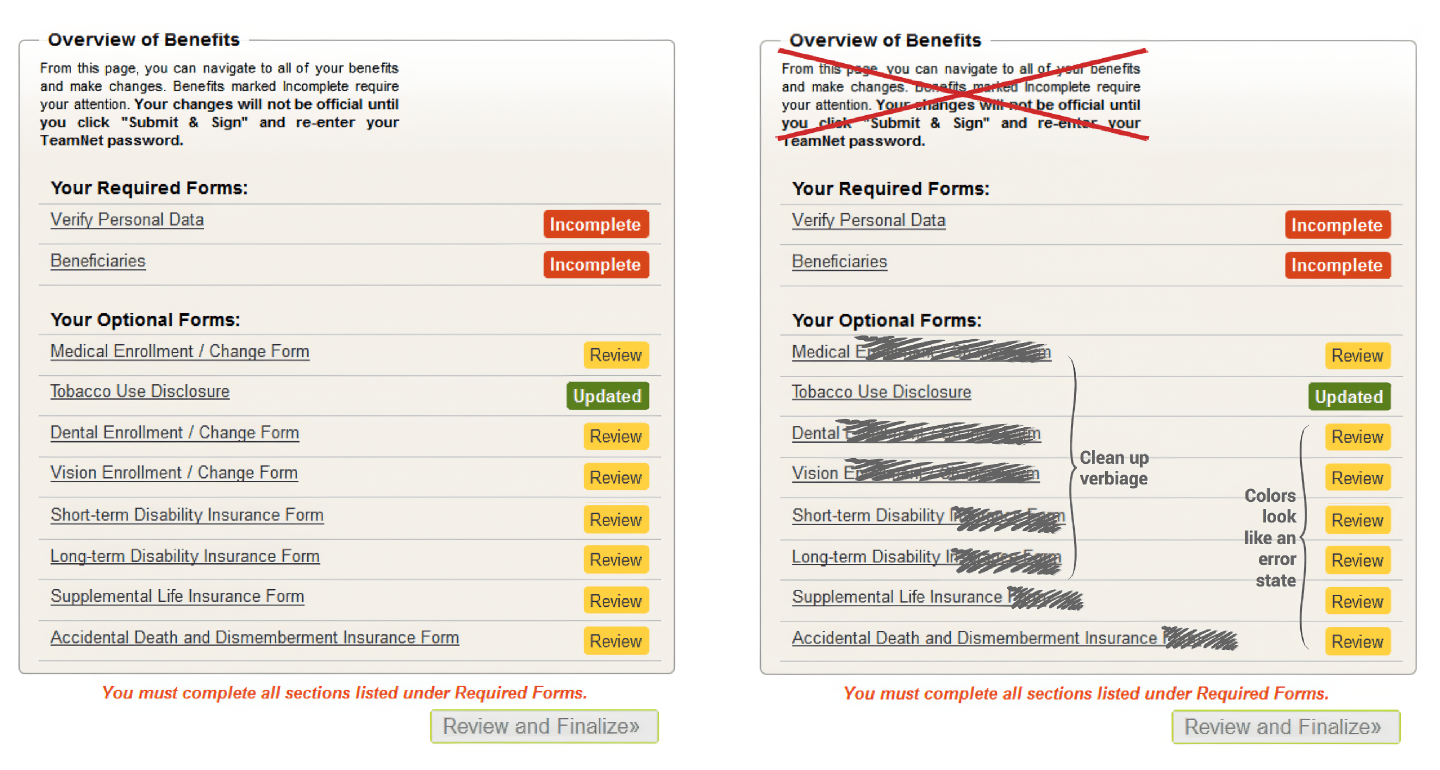 Overview of Benefits
From this page, you can navigate to all of your benefits
and make changes. Benefits marked Incomplete require
your attention. Your changes will not be official until
you click "Submit & Sign" and re-enter your
TeamNet password.
Your Required Forms:
Verify Personal Data Incomplete
Beneficiaries Incomplete
Your Optional Forms:
Medical Enrollment / Change Form Review
Tobacco Use Disclosure Updated
Dental Enrollment / Change Form Review
Vision Enrollment / Change Form Review
Short-term Disability Insurance Form Review
Long-term Disability Insurance Form Review
Supplemental Life Insurance Form Review
Accidental Death and Dismemberment Insurance Form Review
You must complete all sections listed under Required Forms.
Review and Finalize»
Overview of Benefits
From this page, you can navigate to all of your benefits
and make changes. Benefits marked Incomplete require
your attention. Your changes will not be official until
you click "Submit & Sign" and re-enter your
TeamNet password.
Your Required Forms:
Verify Personal Data Incomplete
Beneficiaries Incomplete
Your Optional Forms:
Medical Review
Tobacco Use Disclosure Updated
Dental Review
Vision Review
Short-term Disability Review
Long-term Disability Review
Supplemental Life Insurance Review
Accidental Death and Dismemberment Insurance Review
Clean up
verbiage
Colors
look
like an
error
state
You must complete all sections listed under Required Forms.
Review and Finalize»